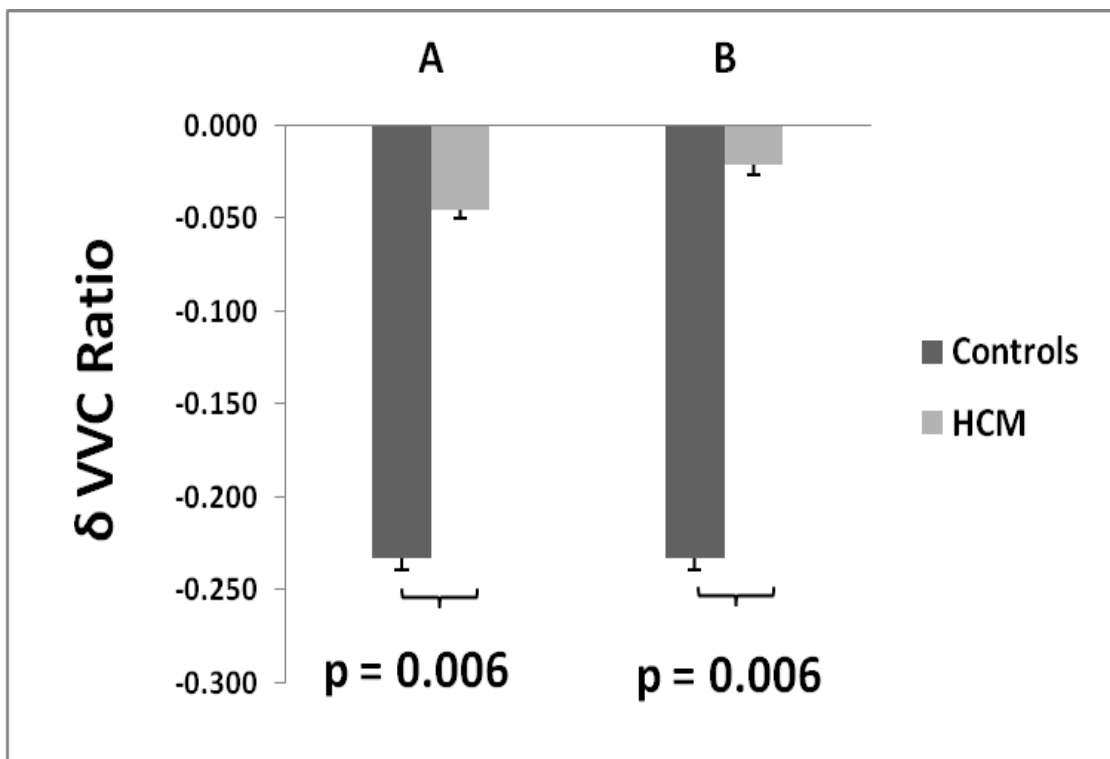 A
B
0.000
-0.050
-0.100
-0.150
-0.200
-0.250
-0.300
δ VVC Ratio
Controls
HCM
p = 0.006
p = 0.006